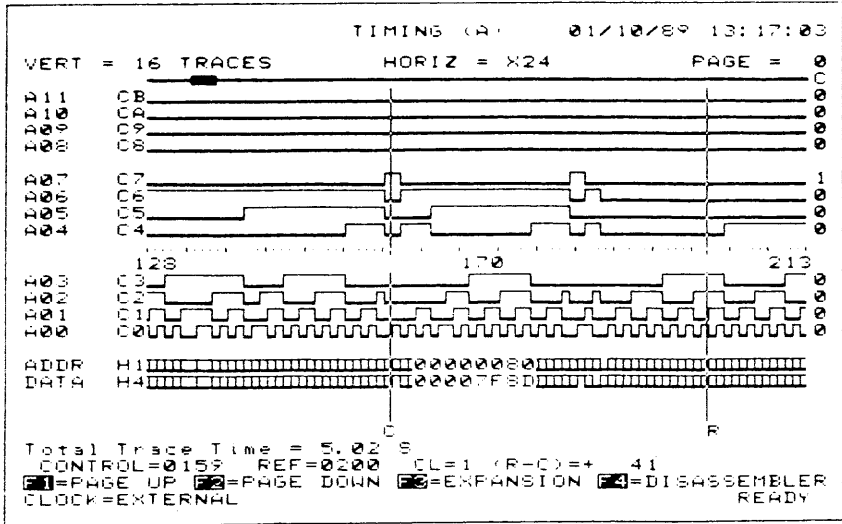 TIMING (A) 01/10/89 13:17:03
VERT = 16 TRACES HORIZ = X24 PAGE = 0
C
A11 CB 0
A10 CA 0
A09 C9 0
A08 C8 0
A07 C7 1
A06 C6 0
A05 C5 0
A04 C4 0
128 170 213
A03 C3 0
A02 C2 0
A01 C1 0
A00 C0 0
ADDR H1 00000080
DATA H4 00007F8D
C R
Total Trace Time = 5.02 S
CONTROL=0159 REF=0200 CL=1 (R-C)=+ 41
F1=PAGE UP F2=PAGE DOWN F3=EXPANSION F4=DISASSEMBLER
CLOCK=EXTERNAL READY